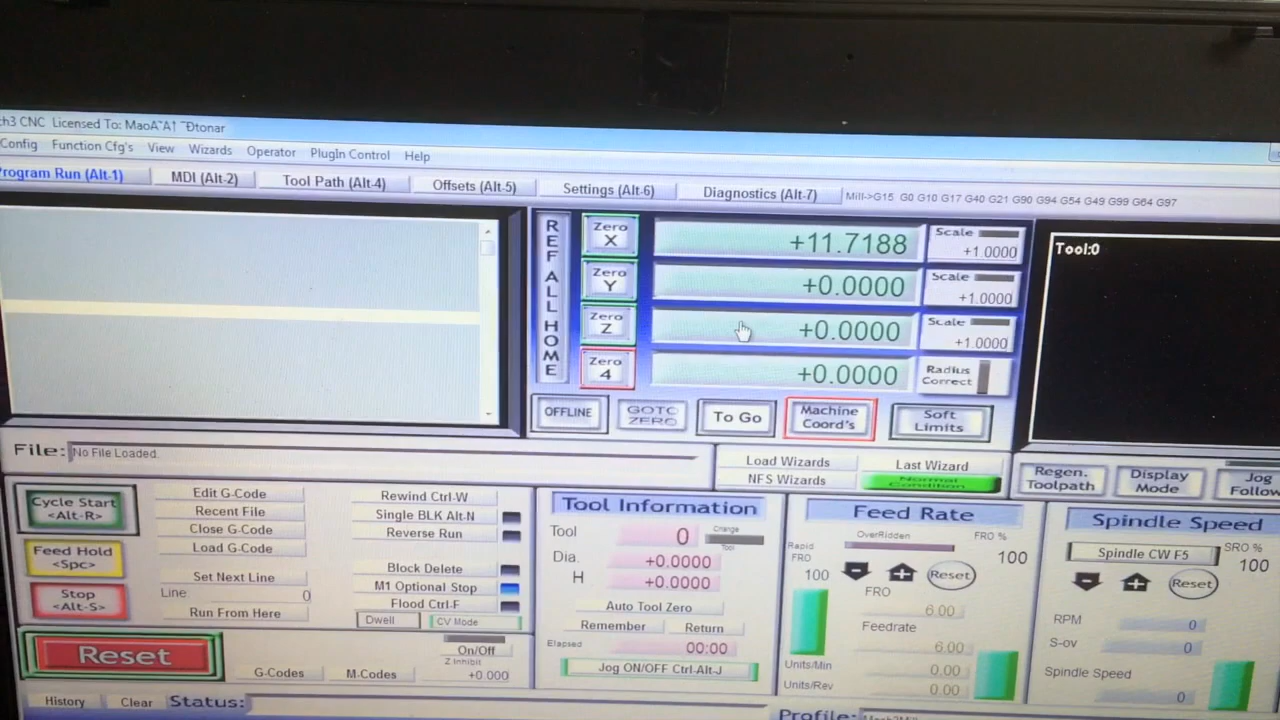 ch3 CNC Licensed To: MaoA˜A† ˜Ðtonar
Config Function Cfg's View Wizards Operator PlugIn Control Help
Program Run (Alt-1) MDI (Alt-2) Tool Path (Alt-4) Offsets (Alt-5) Settings (Alt-6) Diagnostics (Alt-7) Mill->G15 G0 G10 G17 G40 G21 G90 G94 G54 G49 G99 G64 G97
REF ALL HOME
Zero X +11.7188 Scale +1.0000
Zero Y +0.0000 Scale +1.0000
Zero Z +0.0000 Scale +1.0000
Zero 4 +0.0000 Radius Correct
Tool:0
OFFLINE GOTO ZERO To Go Machine Coord's Soft Limits
File: No File Loaded.
Load Wizards Last Wizard
NFS Wizards Normal Condition
Regen. Toolpath Display Mode Jog Follow
Cycle Start <Alt-R>
Feed Hold <Spc>
Stop <Alt-S>
Edit G-Code
Recent File
Close G-Code
Load G-Code
Set Next Line
Line: 0
Run From Here
Rewind Ctrl-W
Single BLK Alt-N
Reverse Run
Block Delete
M1 Optional Stop
Flood Ctrl-F
Dwell CV Mode
Reset
G-Codes M-Codes
On/Off
Z Inhibit
+0.000
Tool Information
Tool 0 Change Tool
Dia. +0.0000
H +0.0000
Auto Tool Zero
Remember Return
Elapsed 00:00
Jog ON/OFF Ctrl-Alt-J
Feed Rate
OverRidden FRO %
Rapid FRO 100 Reset 100
FRO 6.00
Feedrate 6.00
Units/Min 0.00
Units/Rev 0.00
Spindle Speed
Spindle CW F5 SRO % 100
Reset
RPM 0
S-ov 0
Spindle Speed 0
History Clear Status:
Profile: